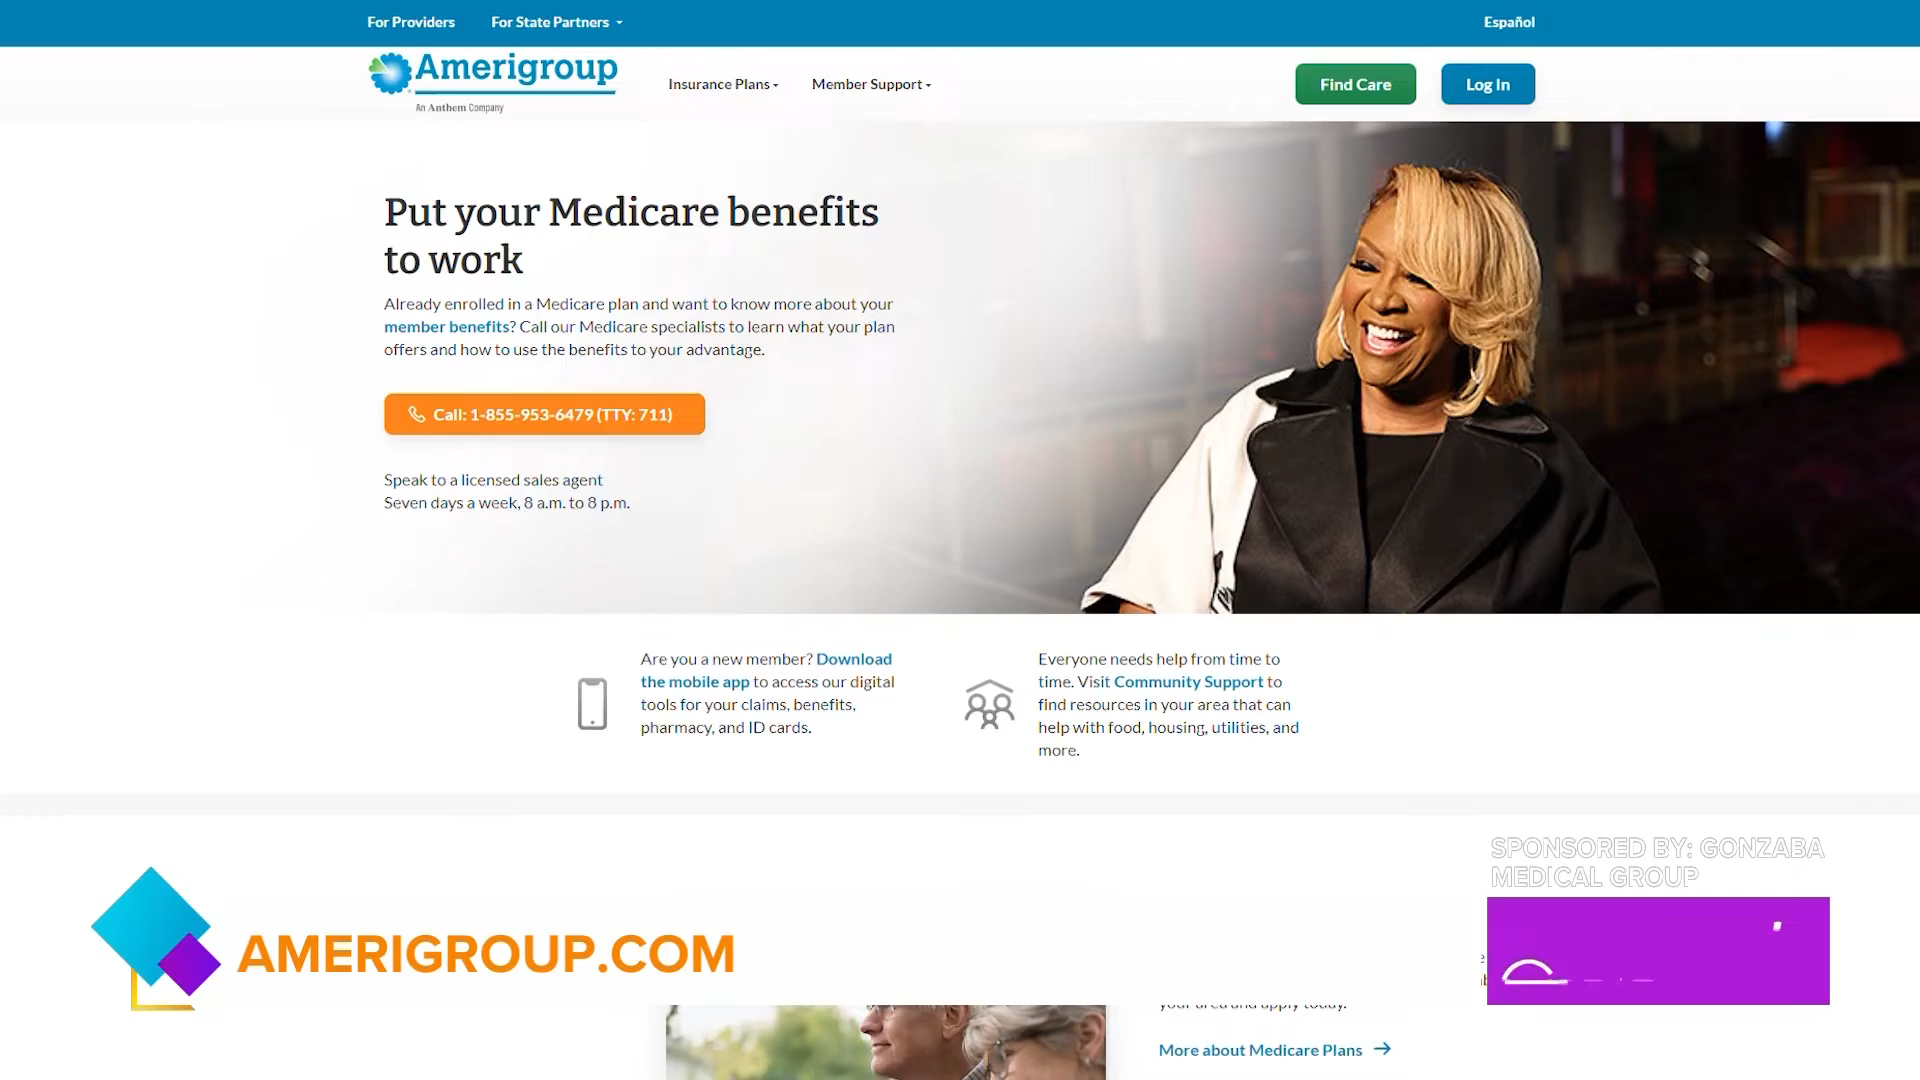 For Providers
For State Partners
Español
Amerigroup
An Anthem Company
Insurance Plans
Member Support
Find Care
Log In
Put your Medicare benefits
to work
Already enrolled in a Medicare plan and want to know more about your
member benefits? Call our Medicare specialists to learn what your plan
offers and how to use the benefits to your advantage.
Call: 1-855-953-6479 (TTY: 711)
Speak to a licensed sales agent
Seven days a week, 8 a.m. to 8 p.m.
Are you a new member? Download
the mobile app to access our digital
tools for your claims, benefits,
pharmacy, and ID cards.
Everyone needs help from time to
time. Visit Community Support to
find resources in your area that can
help with food, housing, utilities, and
more.
SPONSORED BY: GONZABA
MEDICAL GROUP
AMERIGROUP.COM
your area and apply today.
More about Medicare Plans